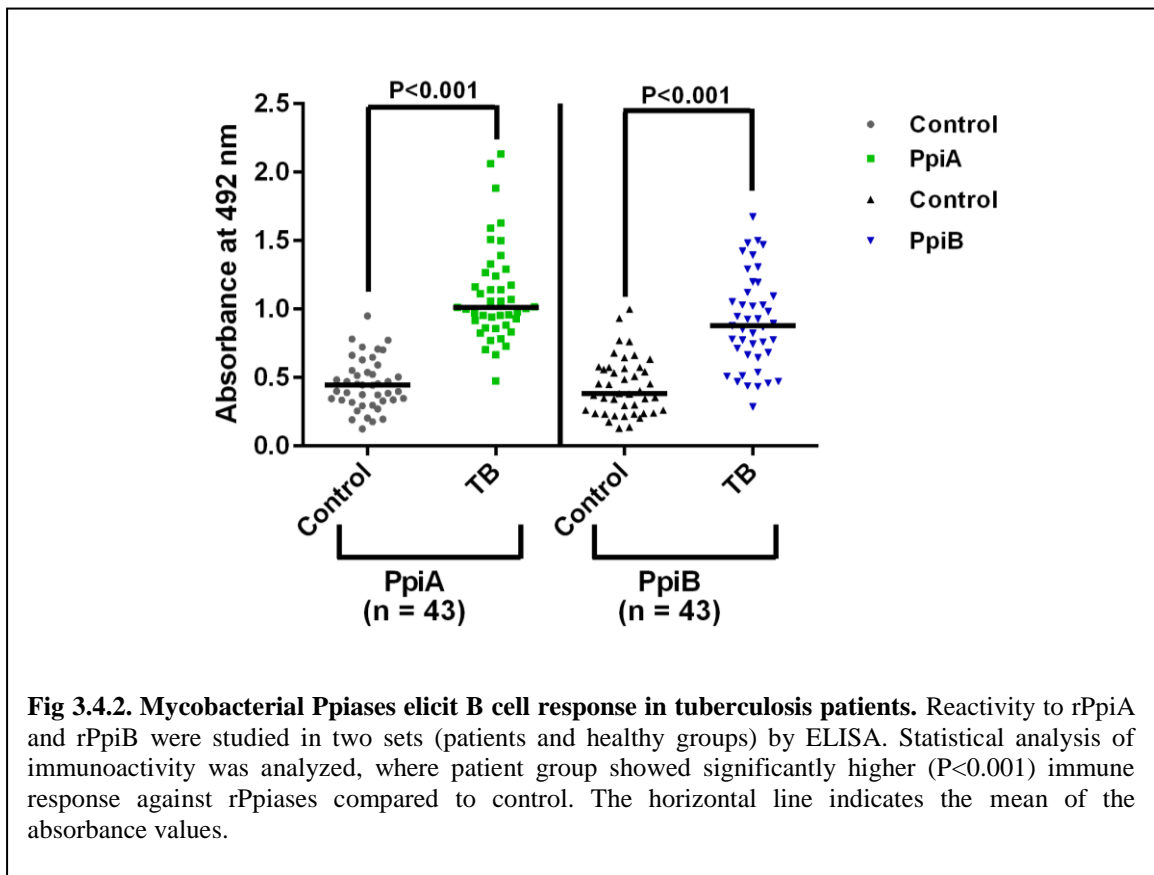 P<0.001
P<0.001
2.5
2.0
1.5
1.0
0.5
0.0
Absorbance at 492 nm
Control
PpiA
Control
PpiB
Control
TB
Control
TB
PpiA
(n = 43)
PpiB
(n = 43)
Fig 3.4.2. Mycobacterial Ppiases elicit B cell response in tuberculosis patients. Reactivity to rPpiA
and rPpiB were studied in two sets (patients and healthy groups) by ELISA. Statistical analysis of
immunoactivity was analyzed, where patient group showed significantly higher (P<0.001) immune
response against rPpiases compared to control. The horizontal line indicates the mean of the
absorbance values.